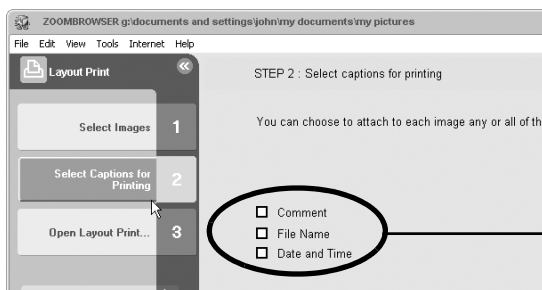 ZOOMBROWSER g:\documents and settings\john\my documents\my pictures
File Edit View Tools Internet Help
Layout Print
Select Images 1
Select Captions for
Printing 2
Open Layout Print... 3
STEP 2 : Select captions for printing
You can choose to attach to each image any or all of th
Comment
File Name
Date and Time